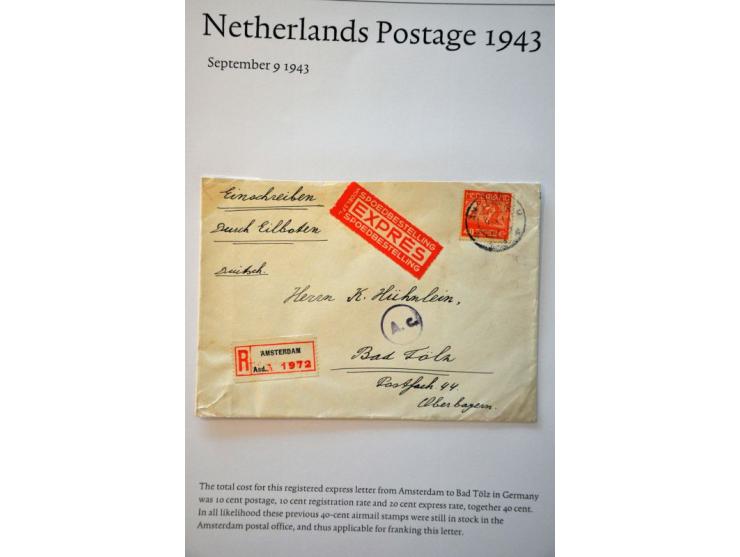 Netherlands Postage 1943
September 9 1943
Einschreiben
Durch Eilboten
Duitsch.
SPOEDBESTELLING
EXPRES
SPOEDBESTELLING
NEDERLAND
Herrn K. Hühnlein,
A.J
R
AMSTERDAM
Asd. 1 1972
Bad Tölz
Postfach 44
Oberbayern.
The total cost for this registered express letter from Amsterdam to Bad Tölz in Germany
was 10 cent postage, 10 cent registration rate and 20 cent express rate, together 40 cent.
In all likelihood these previous 40-cent airmail stamps were still in stock in the
Amsterdam postal office, and thus applicable for franking this letter.